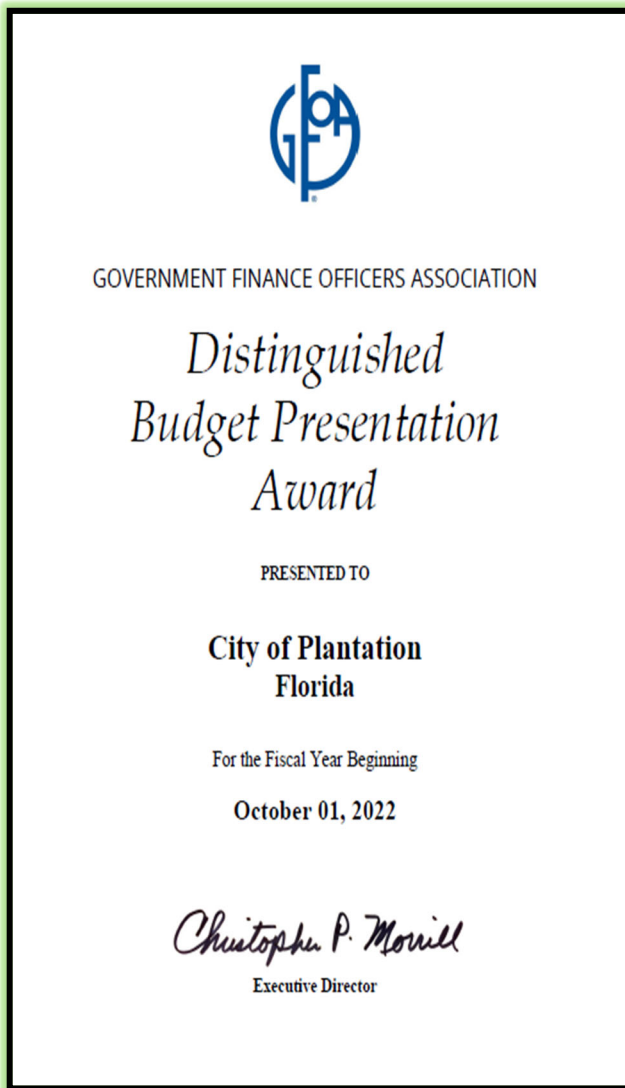 GFOA
®
GOVERNMENT FINANCE OFFICERS ASSOCIATION
Distinguished
Budget Presentation
Award
PRESENTED TO
City of Plantation
Florida
For the Fiscal Year Beginning
October 01, 2022
Christopher P. Morrill
Executive Director